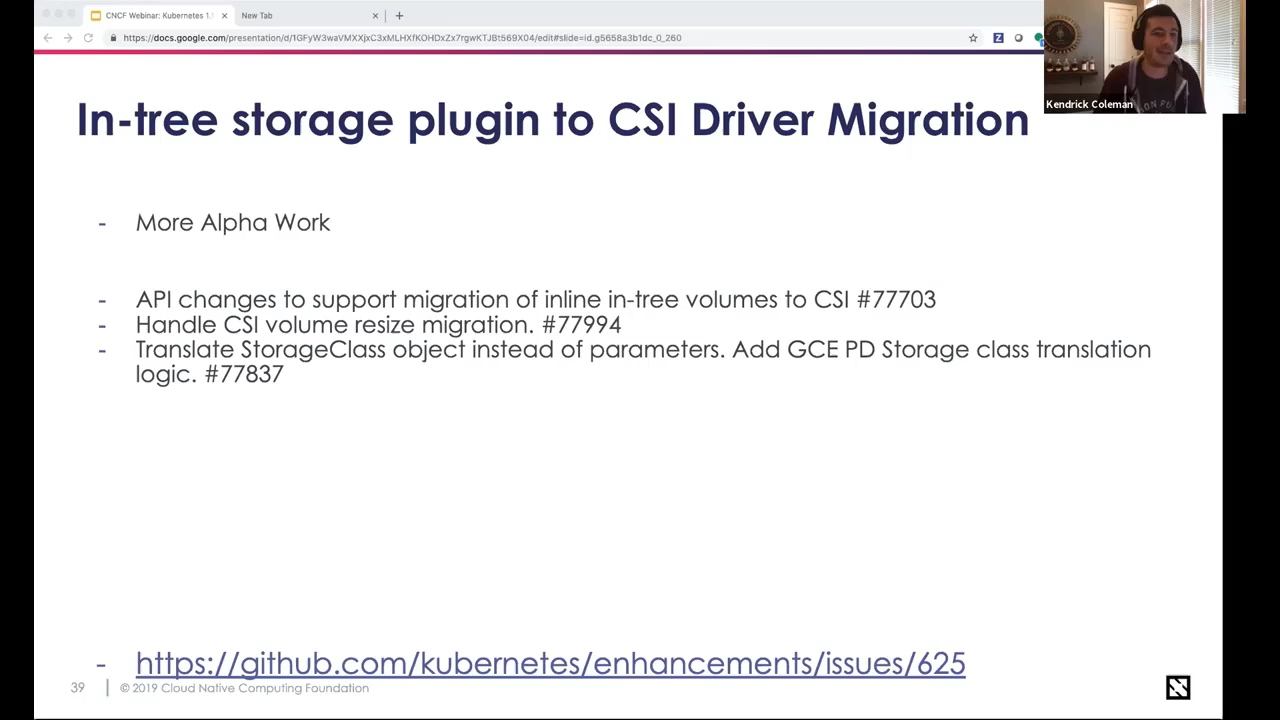 CNCF Webinar: Kubernetes 1.
New Tab
https://docs.google.com/presentation/d/1GFyW3waVMXXjxC3xMLHXfKOHDxZx7rgwKTJBt569X04/edit#slide=id.g5658a3b1dc_0_260
Z
Kendrick Coleman
In-tree storage plugin to CSI Driver Migration
- More Alpha Work
- API changes to support migration of inline in-tree volumes to CSI #77703
- Handle CSI volume resize migration. #77994
- Translate StorageClass object instead of parameters. Add GCE PD Storage class translation
logic. #77837
- https://github.com/kubernetes/enhancements/issues/625
39 | © 2019 Cloud Native Computing Foundation